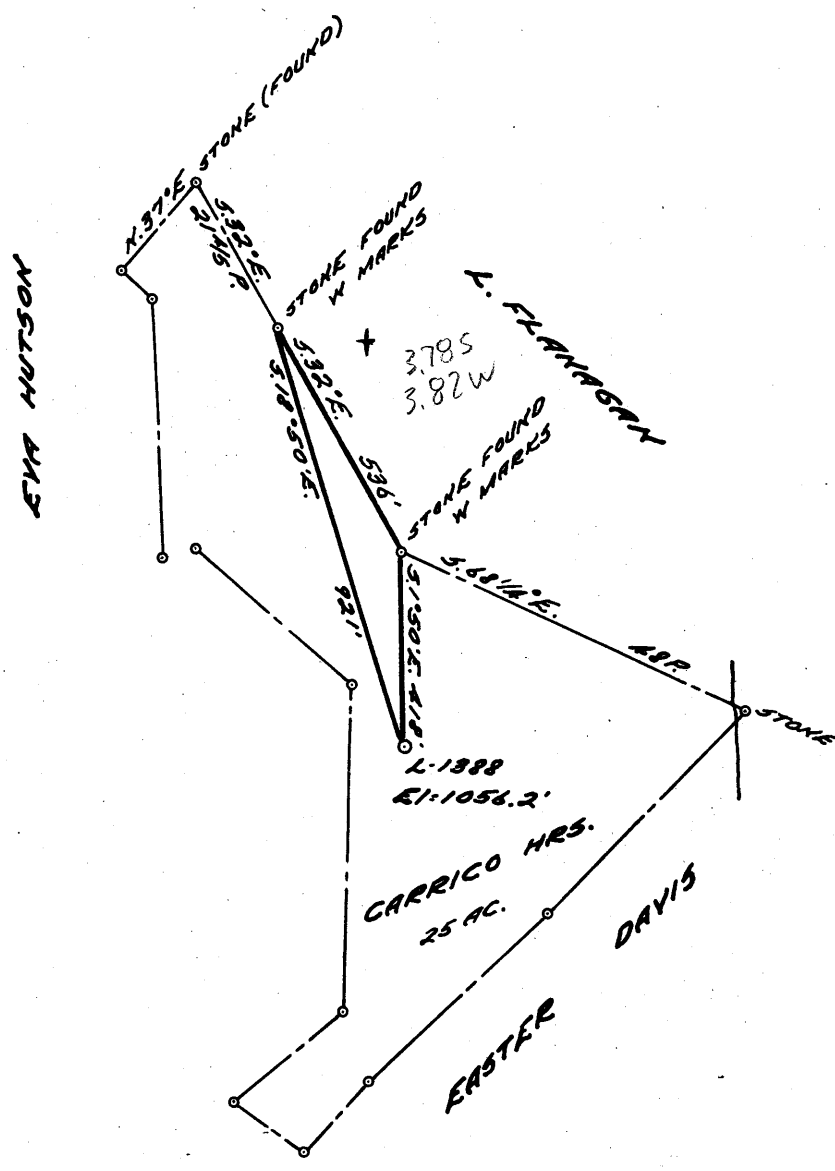 STONE (FOUND)
N.37°E.
S.32°E.
21 4/5 P.
STONE FOUND
W MARKS
L. FLANAGAN
3.78 S
3.82 W
EVA HUTSON
S.32°E.
536'
S.18°50'E.
921'
STONE FOUND
W MARKS
S.68 1/4°E.
48P.
STONE
S.1°50'E. 418'
L-1388
El=1056.2'
CARRICO HRS.
25 AC.
EASTER DAVIS